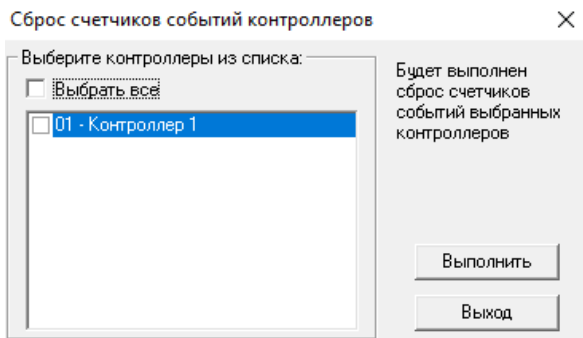 Сброс счетчиков событий контроллеров
Выберите контроллеры из списка:
Выбрать все
01 - Контроллер 1
Будет выполнен
сброс счетчиков
событий выбранных
контроллеров
Выполнить
Выход